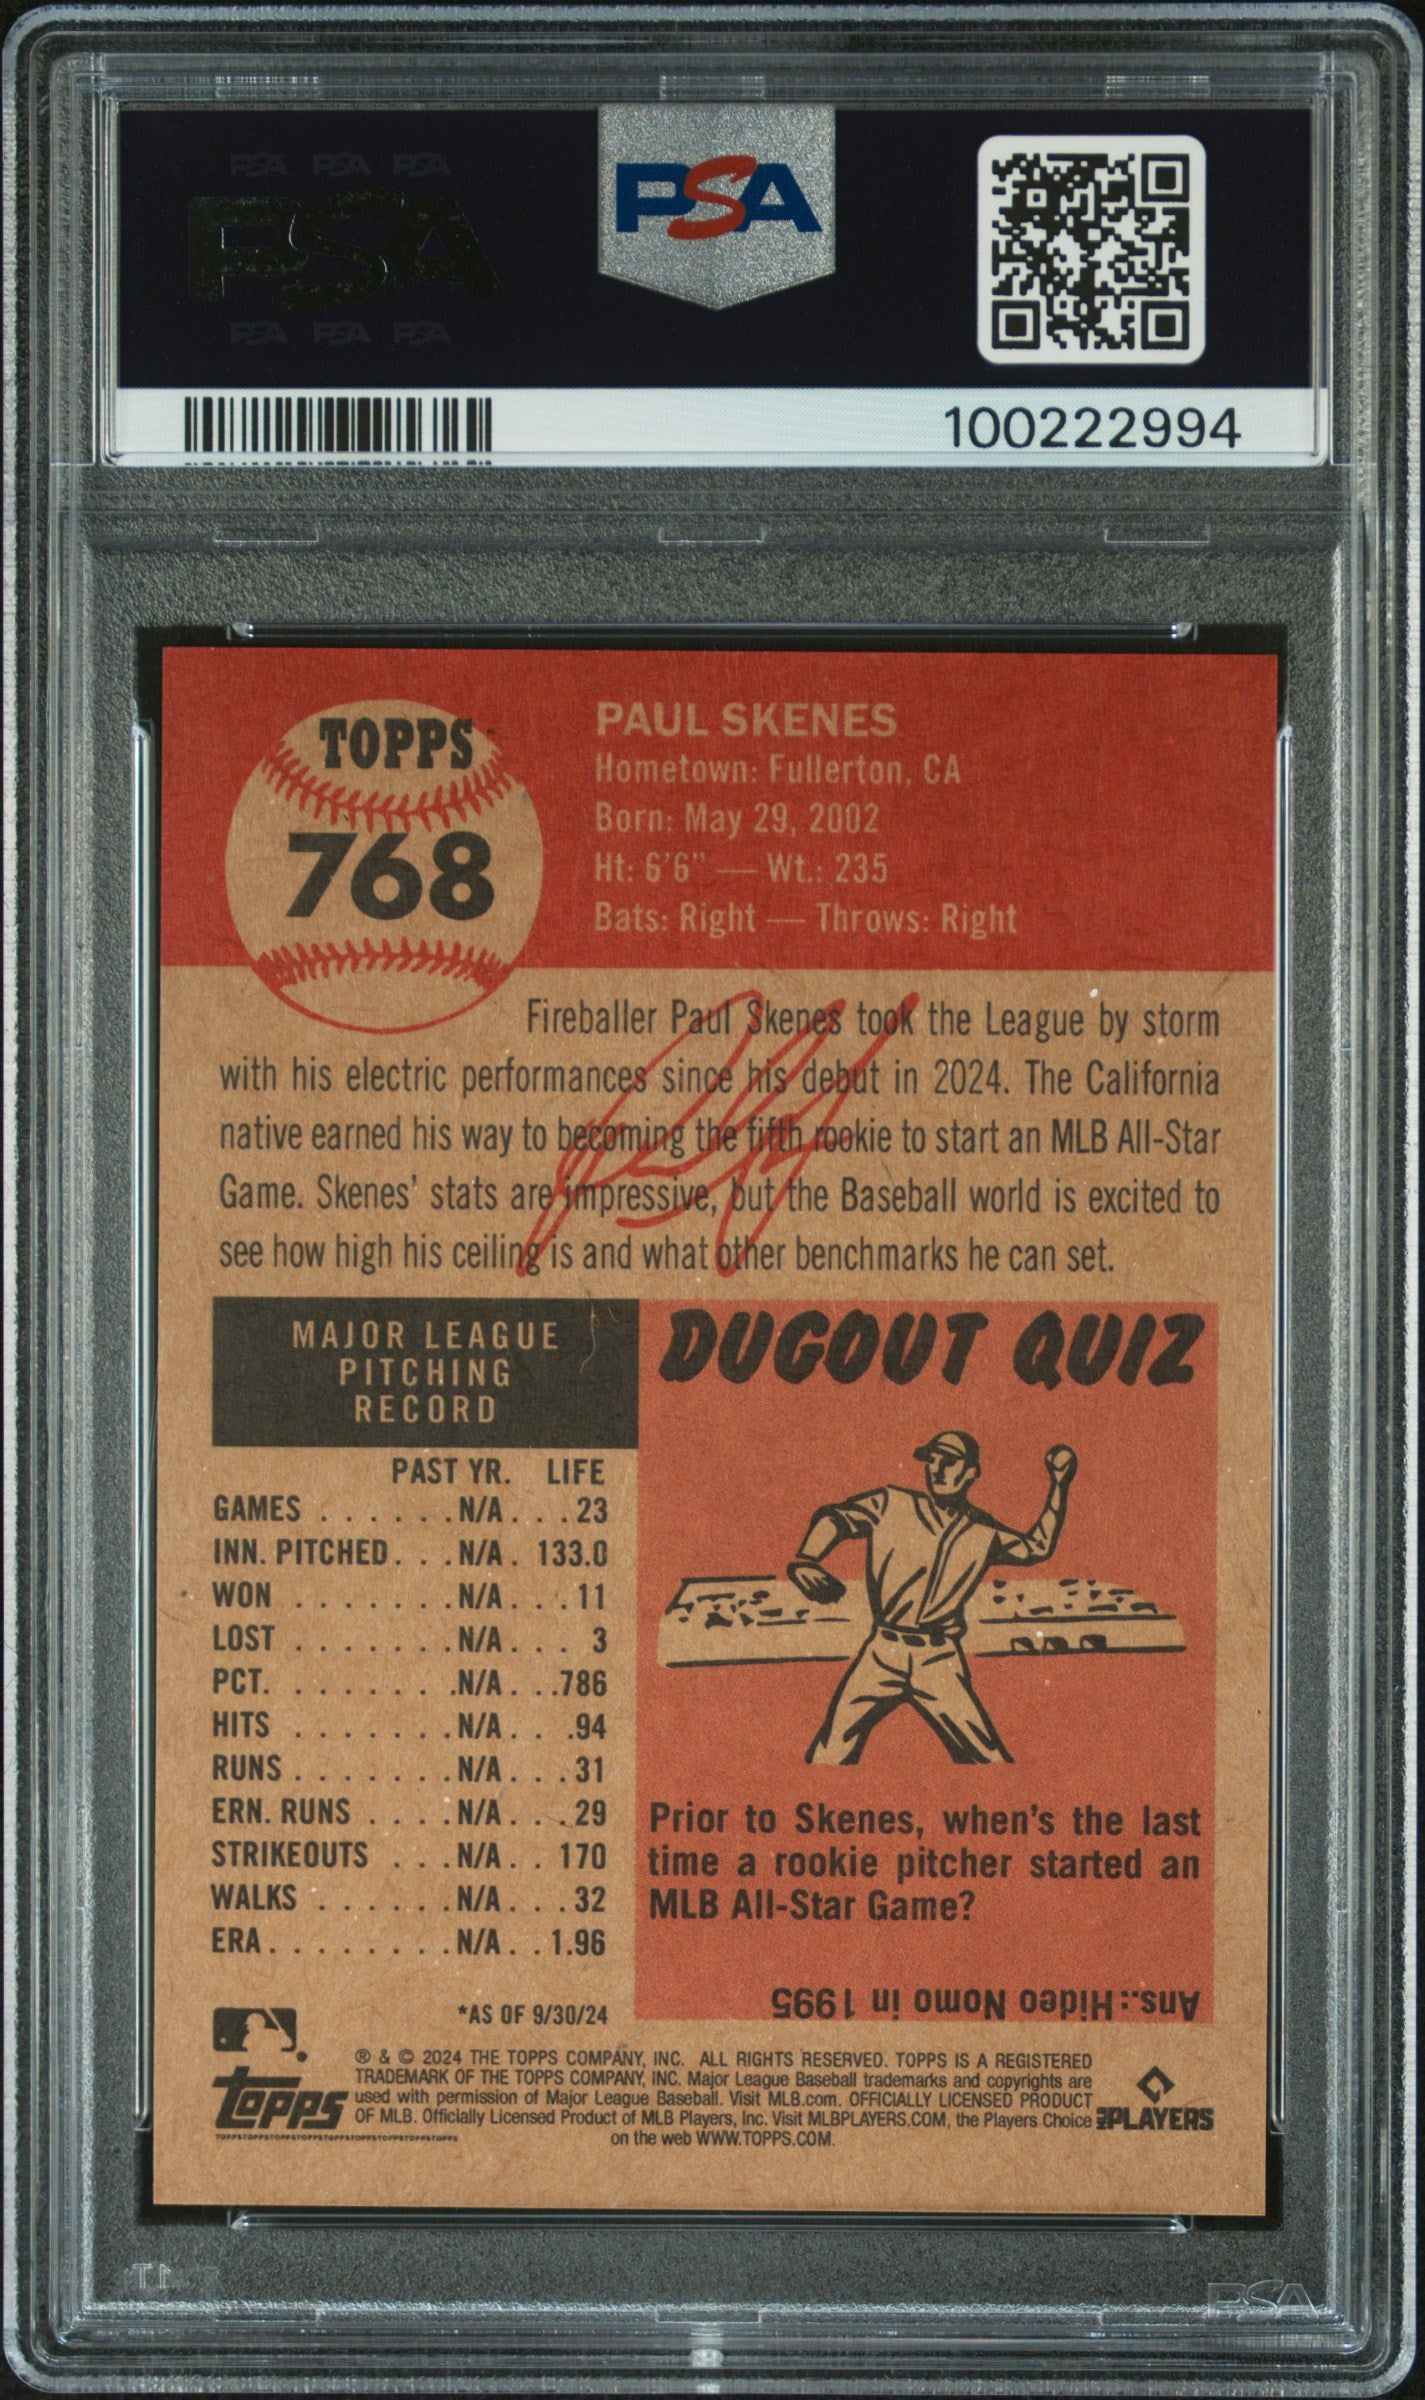 PSA PSA PSA
PSA
PSA PSA PSA
PSA
100222994
TOPPS
768
PAUL SKENES
Hometown: Fullerton, CA
Born: May 29, 2002
Ht: 6'6" — Wt.: 235
Bats: Right — Throws: Right
Fireballer Paul Skenes took the League by storm
with his electric performances since his debut in 2024. The California
native earned his way to becoming the fifth rookie to start an MLB All-Star
Game. Skenes' stats are impressive, but the Baseball world is excited to
see how high his ceiling is and what other benchmarks he can set.
MAJOR LEAGUE
PITCHING
RECORD
PAST YR. LIFE
GAMES . . . . . . N/A . . . 23
INN. PITCHED . . . N/A . 133.0
WON . . . . . . . N/A . . . 11
LOST . . . . . . . N/A . . . 3
PCT. . . . . . . . N/A . . .786
HITS . . . . . . . N/A . . . 94
RUNS . . . . . . . N/A . . . 31
ERN. RUNS . . . . N/A . . . 29
STRIKEOUTS . . . N/A . . 170
WALKS . . . . . . N/A . . . 32
ERA . . . . . . . . N/A . . 1.96
*AS OF 9/30/24
DUGOUT QUIZ
Prior to Skenes, when's the last
time a rookie pitcher started an
MLB All-Star Game?
Ans.: Hideo Nomo in 1995
topps
TOPPSTOPPSTOPPSTOPPSTOPPSTOPPSTOPPSTOPPSTOPPS
® & © 2024 THE TOPPS COMPANY, INC. ALL RIGHTS RESERVED. TOPPS IS A REGISTERED
TRADEMARK OF THE TOPPS COMPANY, INC. Major League Baseball trademarks and copyrights are
used with permission of Major League Baseball. Visit MLB.com. OFFICIALLY LICENSED PRODUCT
OF MLB. Officially Licensed Product of MLB Players, Inc. Visit MLBPLAYERS.COM, the Players Choice
on the web WWW.TOPPS.COM.
MLB PLAYERS
PSA